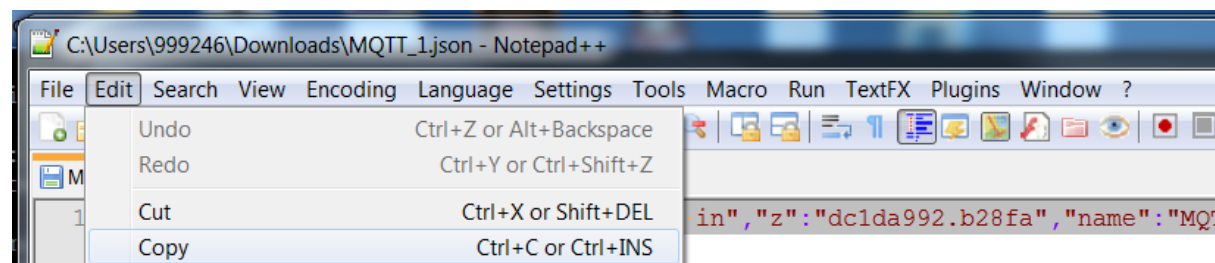 C:\Users\999246\Downloads\MQTT_1.json - Notepad++
File Edit Search View Encoding Language Settings Tools Macro Run TextFX Plugins Window ?
Undo Ctrl+Z or Alt+Backspace
Redo Ctrl+Y or Ctrl+Shift+Z
M
Cut Ctrl+X or Shift+DEL
1 in","z":"dc1da992.b28fa","name":"MQT
Copy Ctrl+C or Ctrl+INS